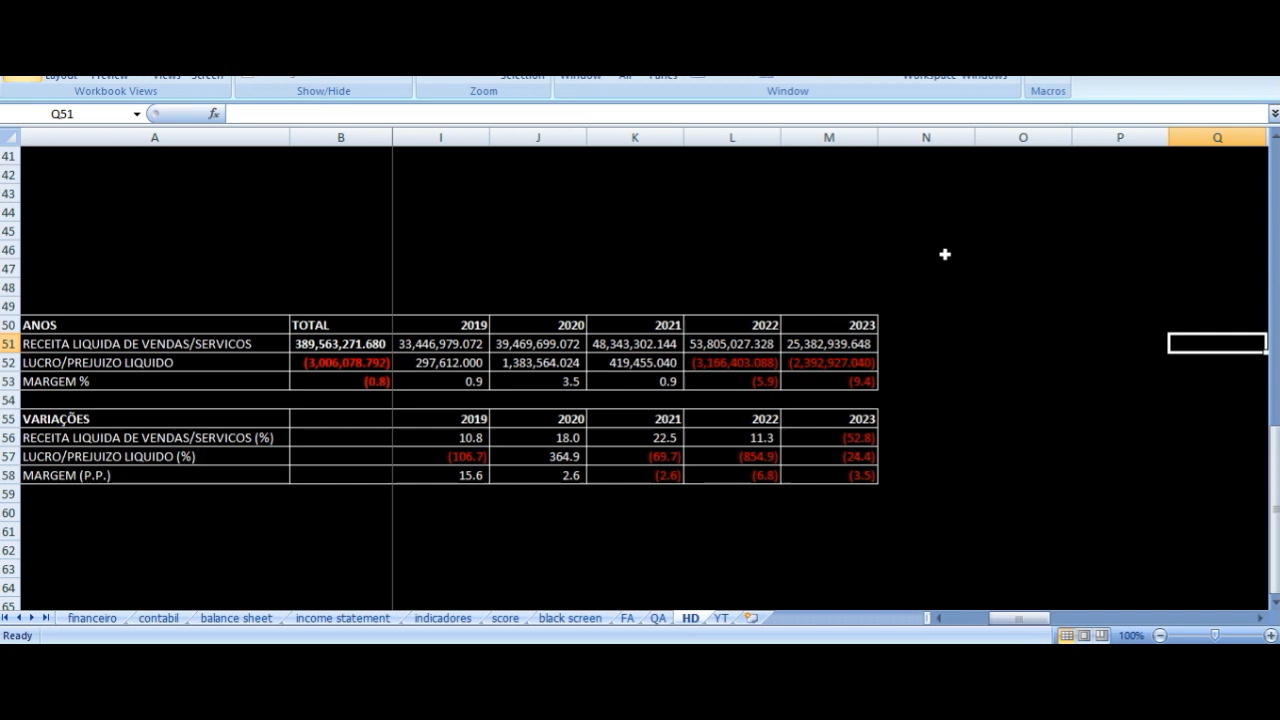 Workbook Views Show/Hide Zoom Window Macros
Q51 fx
A B I J K L M N O P Q
41
42
43
44
45
46
47
48
49
50 ANOS TOTAL 2019 2020 2021 2022 2023
51 RECEITA LIQUIDA DE VENDAS/SERVICOS 389,563,271.680 33,446,979.072 39,469,699.072 48,343,302.144 53,805,027.328 25,382,939.648
52 LUCRO/PREJUIZO LIQUIDO (3,006,078.792) 297,612.000 1,383,564.024 419,455.040 (3,166,403.088) (2,392,927.040)
53 MARGEM % (0.8) 0.9 3.5 0.9 (5.9) (9.4)
54
55 VARIAÇÕES 2019 2020 2021 2022 2023
56 RECEITA LIQUIDA DE VENDAS/SERVICOS (%) 10.8 18.0 22.5 11.3 (52.8)
57 LUCRO/PREJUIZO LIQUIDO (%) (106.7) 364.9 (69.7) (854.9) (24.4)
58 MARGEM (P.P.) 15.6 2.6 (2.6) (6.8) (3.5)
59
60
61
62
63
64
65
financeiro contabil balance sheet income statement indicadores score black screen FA QA HD YT
Ready 100%